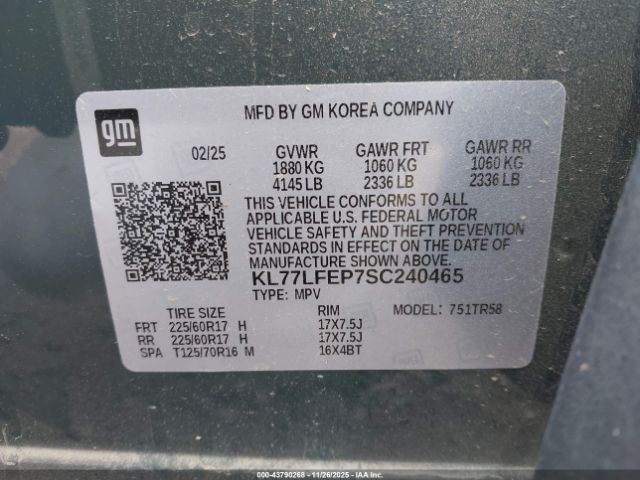 gm
MFD BY GM KOREA COMPANY
02/25 GVWR GAWR FRT GAWR RR
1880 KG 1060 KG 1060 KG
4145 LB 2336 LB 2336 LB
THIS VEHICLE CONFORMS TO ALL
APPLICABLE U.S. FEDERAL MOTOR
VEHICLE SAFETY AND THEFT PREVENTION
STANDARDS IN EFFECT ON THE DATE OF
MANUFACTURE SHOWN ABOVE.
KL77LFEP7SC240465
TYPE: MPV
TIRE SIZE RIM MODEL: 751TR58
FRT 225/60R17 H 17X7.5J
RR 225/60R17 H 17X7.5J
SPA T125/70R16 M 16X4BT
000-43790268 - 11/26/2025 - IAAI.COM